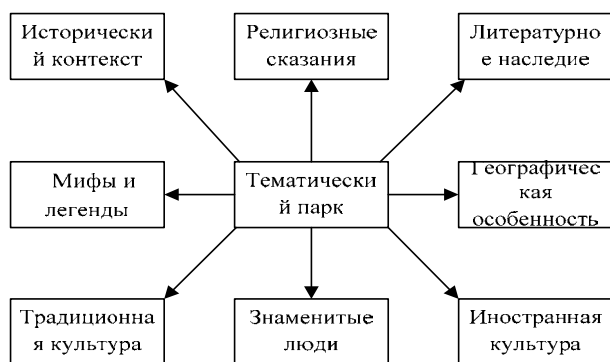 Исторически
й контекст
Религиозные
сказания
Литературно
е наследие
Мифы и
легенды
Тематически
й парк
Географичес
кая
особенность
Традиционна
я культура
Знаменитые
люди
Иностранная
культура